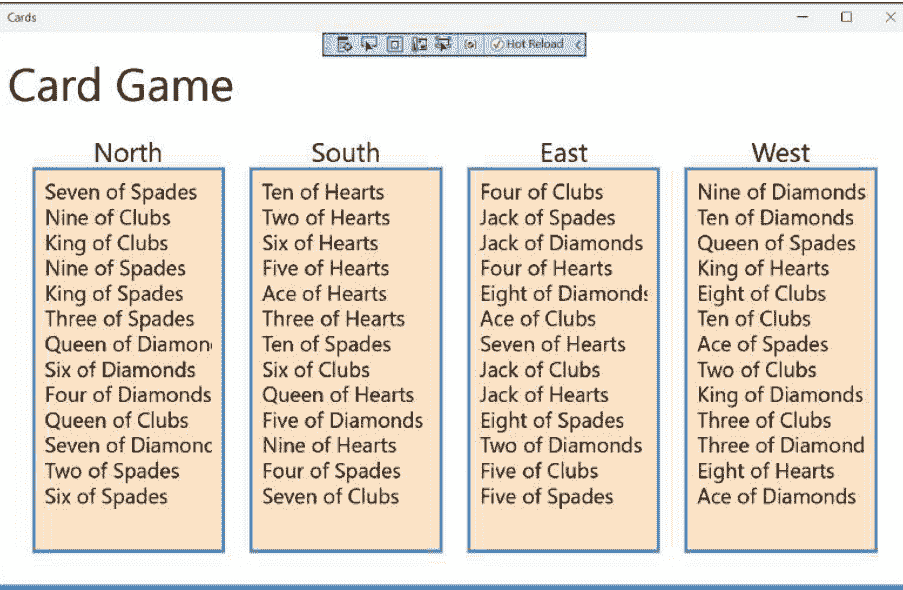 Cards
Hot Reload
Card Game
North
Seven of Spades
Nine of Clubs
King of Clubs
Nine of Spades
King of Spades
Three of Spades
Queen of Diamon
Six of Diamonds
Four of Diamonds
Queen of Clubs
Seven of Diamonc
Two of Spades
Six of Spades
South
Ten of Hearts
Two of Hearts
Six of Hearts
Five of Hearts
Ace of Hearts
Three of Hearts
Ten of Spades
Six of Clubs
Queen of Hearts
Five of Diamonds
Nine of Hearts
Four of Spades
Seven of Clubs
East
Four of Clubs
Jack of Spades
Jack of Diamonds
Four of Hearts
Eight of Diamonds
Ace of Clubs
Seven of Hearts
Jack of Clubs
Jack of Hearts
Eight of Spades
Two of Diamonds
Five of Clubs
Five of Spades
West
Nine of Diamonds
Ten of Diamonds
Queen of Spades
King of Hearts
Eight of Clubs
Ten of Clubs
Ace of Spades
Two of Clubs
King of Diamonds
Three of Clubs
Three of Diamond
Eight of Hearts
Ace of Diamonds